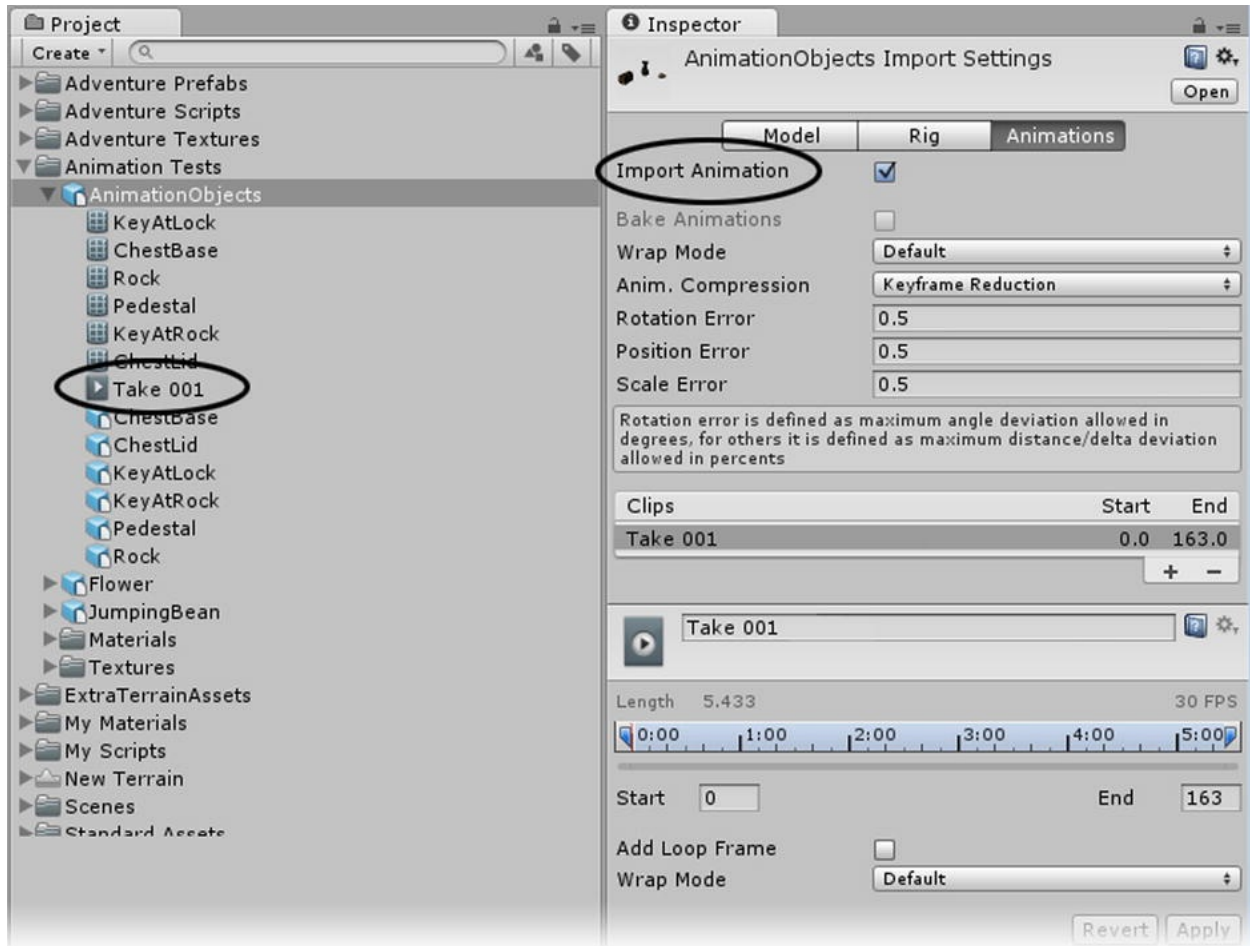 Project
Create
Adventure Prefabs
Adventure Scripts
Adventure Textures
Animation Tests
AnimationObjects
KeyAtLock
ChestBase
Rock
Pedestal
KeyAtRock
ChestLid
Take 001
ChestBase
ChestLid
KeyAtLock
KeyAtRock
Pedestal
Rock
Flower
JumpingBean
Materials
Textures
ExtraTerrainAssets
My Materials
My Scripts
New Terrain
Scenes
Standard Assets
Inspector
AnimationObjects Import Settings
Open
Model Rig Animations
Import Animation
Bake Animations
Wrap Mode Default
Anim. Compression Keyframe Reduction
Rotation Error 0.5
Position Error 0.5
Scale Error 0.5
Rotation error is defined as maximum angle deviation allowed in
degrees, for others it is defined as maximum distance/delta deviation
allowed in percents
Clips Start End
Take 001 0.0 163.0
+ −
Take 001
Length 5.433 30 FPS
0:00 1:00 2:00 3:00 4:00 5:00
Start 0 End 163
Add Loop Frame
Wrap Mode Default
Revert Apply